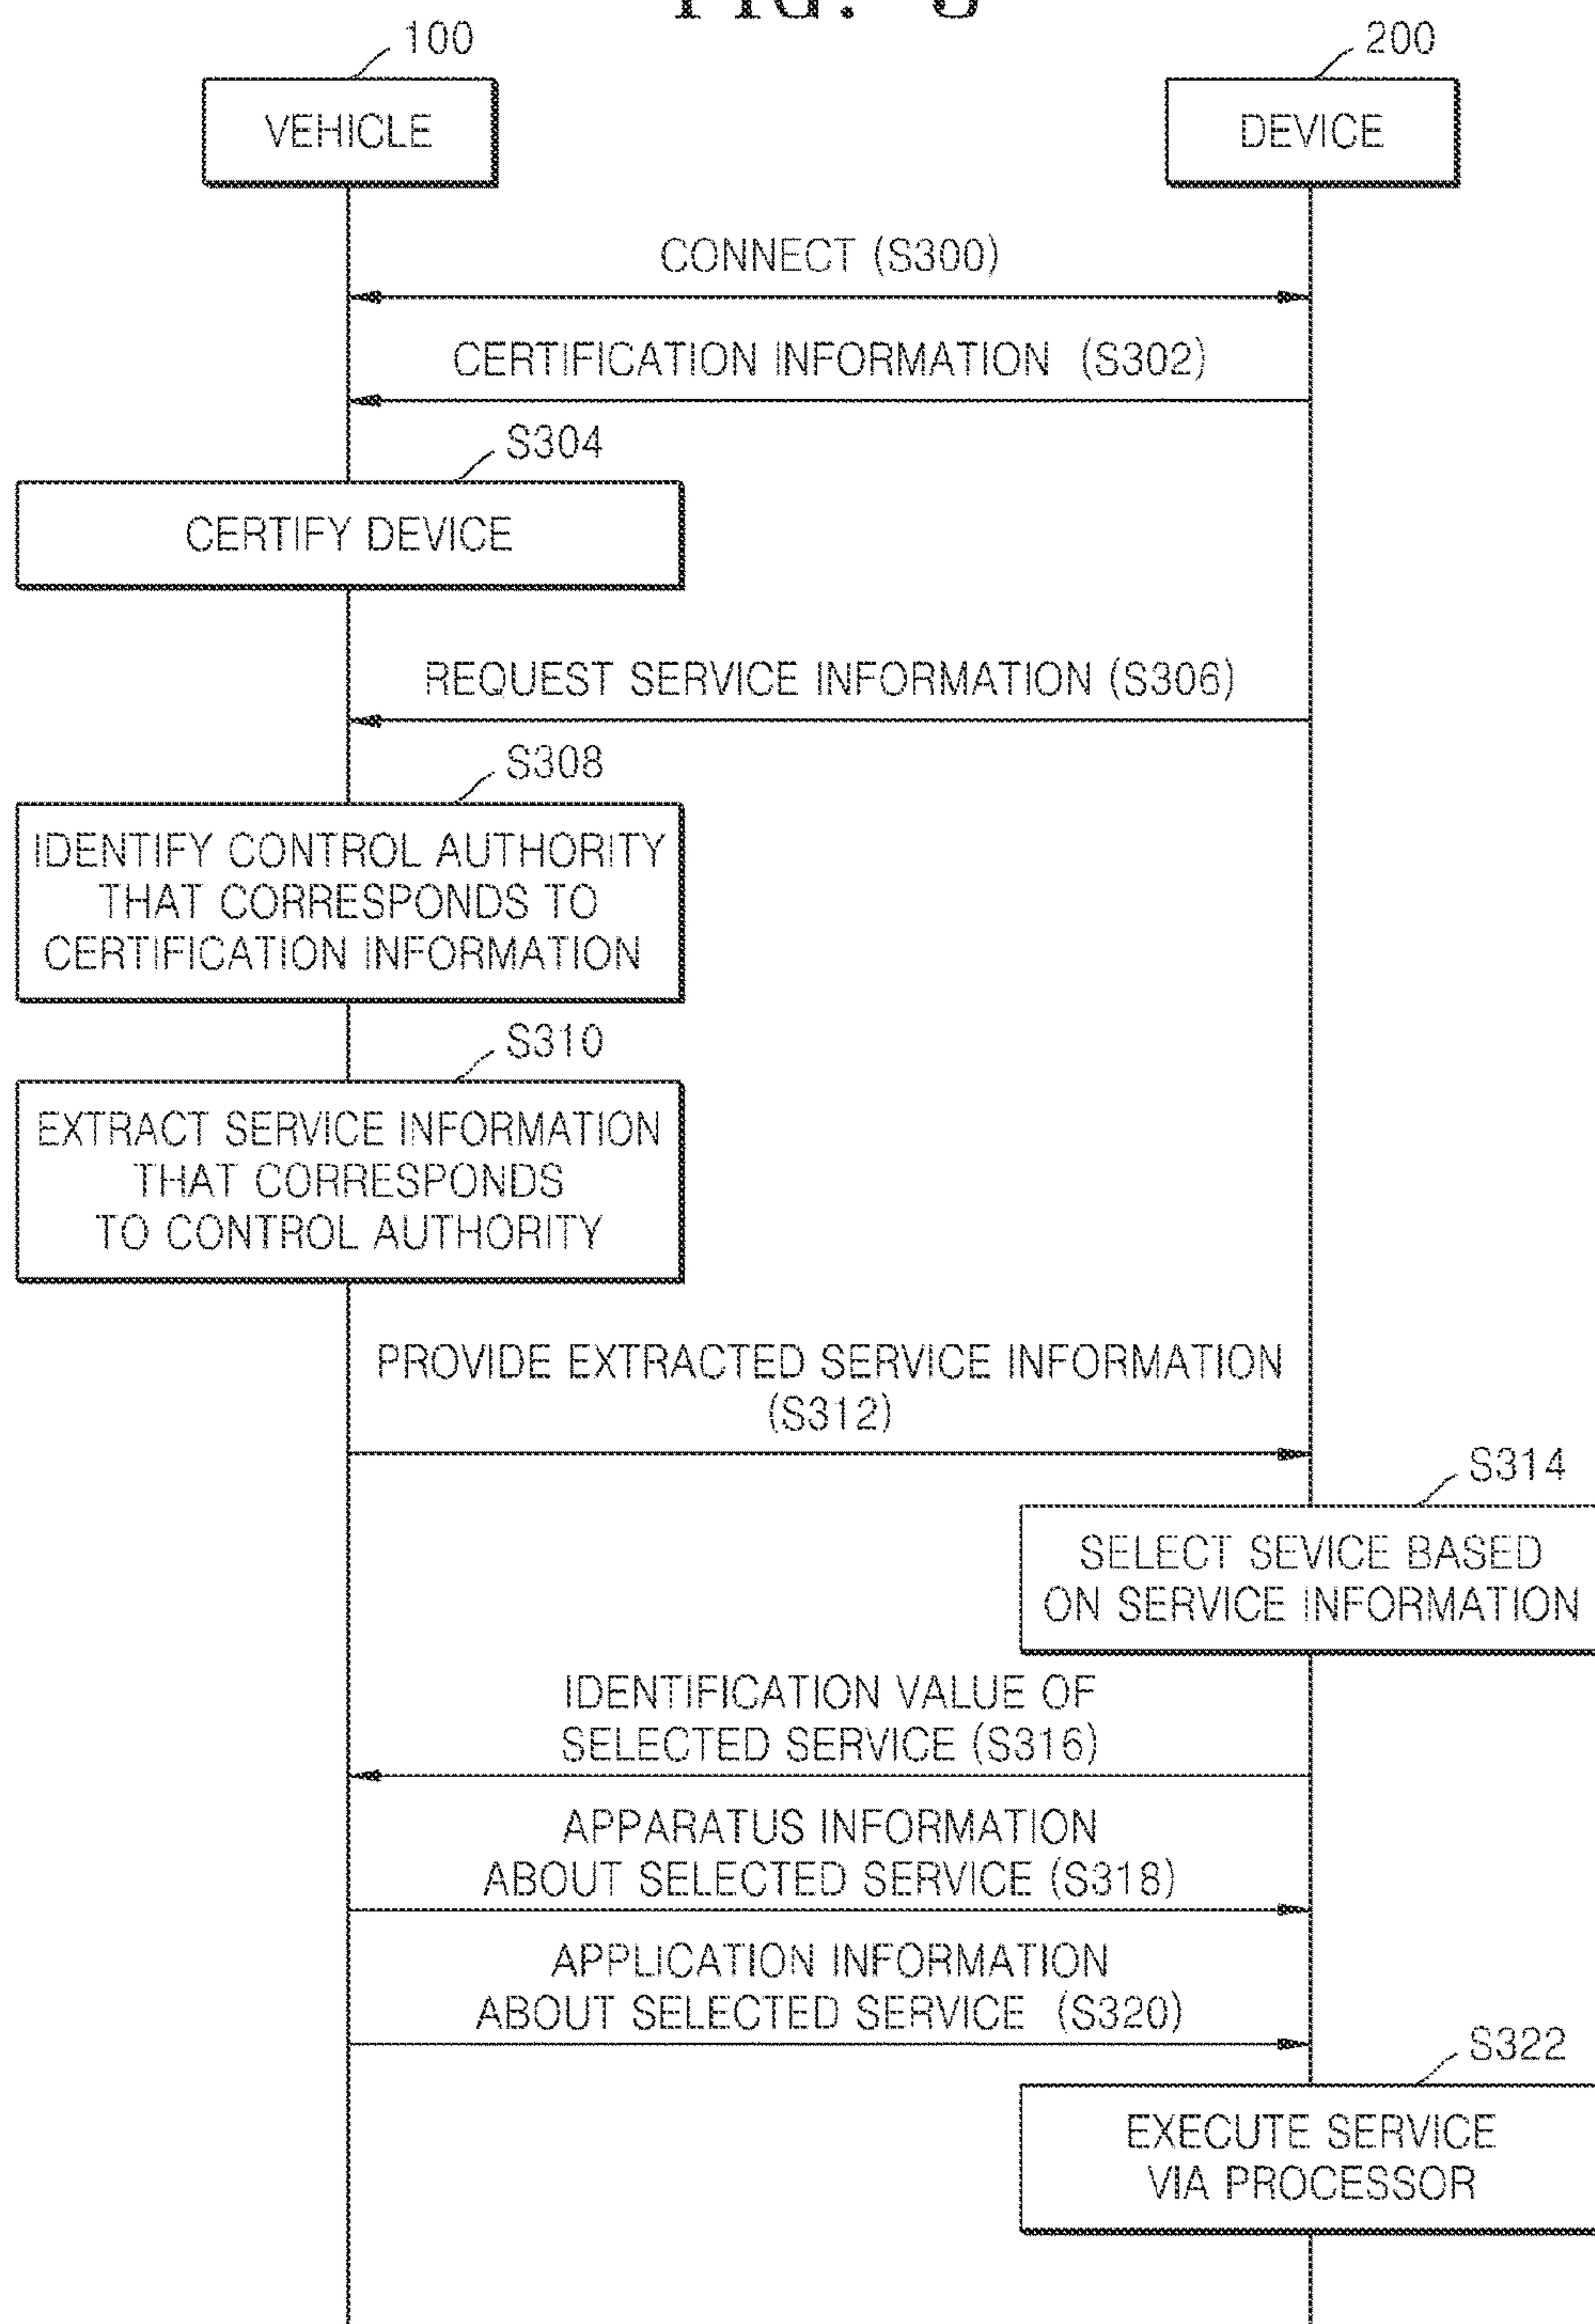 100
200
VEHICLE
DEVICE
CONNECT (S300)
CERTIFICATION INFORMATION (S302)
S304
CERTIFY DEVICE
REQUEST SERVICE INFORMATION (S306)
S308
IDENTIFY CONTROL AUTHORITY
THAT CORRESPONDS TO
CERTIFICATION INFORMATION
S310
EXTRACT SERVICE INFORMATION
THAT CORRESPONDS
TO CONTROL AUTHORITY
PROVIDE EXTRACTED SERVICE INFORMATION
(S312)
S314
SELECT SEVICE BASED
ON SERVICE INFORMATION
IDENTIFICATION VALUE OF
SELECTED SERVICE (S316)
APPARATUS INFORMATION
ABOUT SELECTED SERVICE (S318)
APPLICATION INFORMATION
ABOUT SELECTED SERVICE (S320)
S322
EXECUTE SERVICE
VIA PROCESSOR